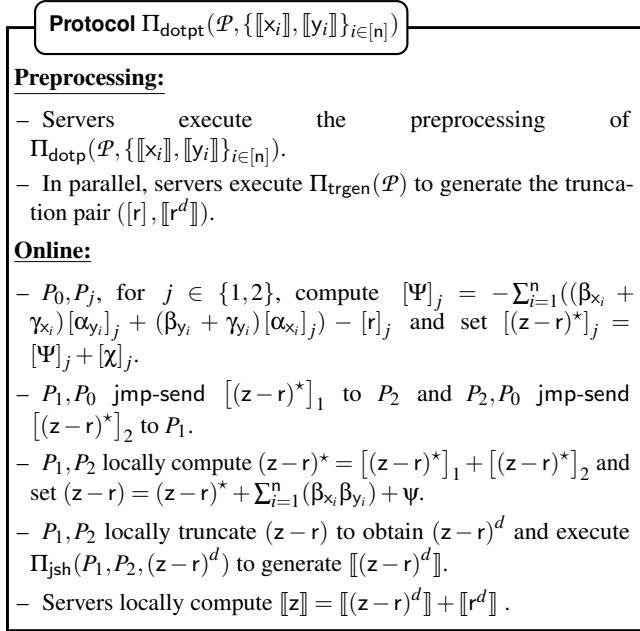 Protocol Π_dotpt(𝒫, {⟦x_i⟧, ⟦y_i⟧}_{i∈[n]})
Preprocessing:
– Servers execute the preprocessing of
Π_dotp(𝒫, {⟦x_i⟧, ⟦y_i⟧}_{i∈[n]}).
– In parallel, servers execute Π_trgen(𝒫) to generate the trunca-
tion pair ([r], ⟦r^d⟧).
Online:
– P_0, P_j, for j ∈ {1,2}, compute [Ψ]_j = −∑_{i=1}^n((β_{x_i} +
γ_{x_i})[α_{y_i}]_j + (β_{y_i} + γ_{y_i})[α_{x_i}]_j) − [r]_j and set [(z − r)^⋆]_j =
[Ψ]_j + [χ]_j.
– P_1, P_0 jmp-send [(z − r)^⋆]_1 to P_2 and P_2, P_0 jmp-send
[(z − r)^⋆]_2 to P_1.
– P_1, P_2 locally compute (z − r)^⋆ = [(z − r)^⋆]_1 + [(z − r)^⋆]_2 and
set (z − r) = (z − r)^⋆ + ∑_{i=1}^n(β_{x_i}β_{y_i}) + ψ.
– P_1, P_2 locally truncate (z − r) to obtain (z − r)^d and execute
Π_jsh(P_1, P_2, (z − r)^d) to generate ⟦(z − r)^d⟧.
– Servers locally compute ⟦z⟧ = ⟦(z − r)^d⟧ + ⟦r^d⟧ .